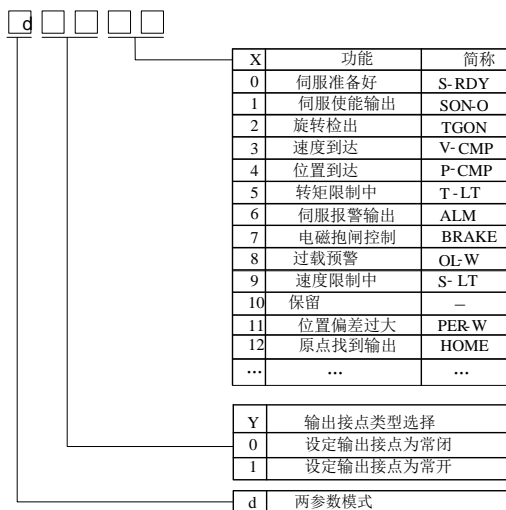 d
X 功能 简称
0 伺服准备好 S-RDY
1 伺服使能输出 SON-O
2 旋转检出 TGON
3 速度到达 V-CMP
4 位置到达 P-CMP
5 转矩限制中 T-LT
6 伺服报警输出 ALM
7 电磁抱闸控制 BRAKE
8 过载预警 OL-W
9 速度限制中 S-LT
10 保留 –
11 位置偏差过大 PER-W
12 原点找到输出 HOME
... ... ...
Y 输出接点类型选择
0 设定输出接点为常闭
1 设定输出接点为常开
d 两参数模式